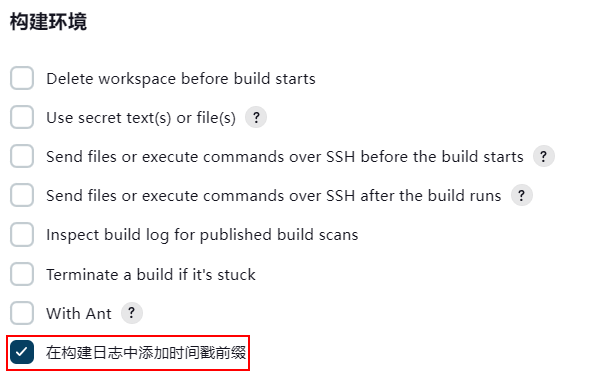 构建环境
Delete workspace before build starts
Use secret text(s) or file(s) ?
Send files or execute commands over SSH before the build starts ?
Send files or execute commands over SSH after the build runs ?
Inspect build log for published build scans
Terminate a build if it's stuck
With Ant ?
在构建日志中添加时间戳前缀